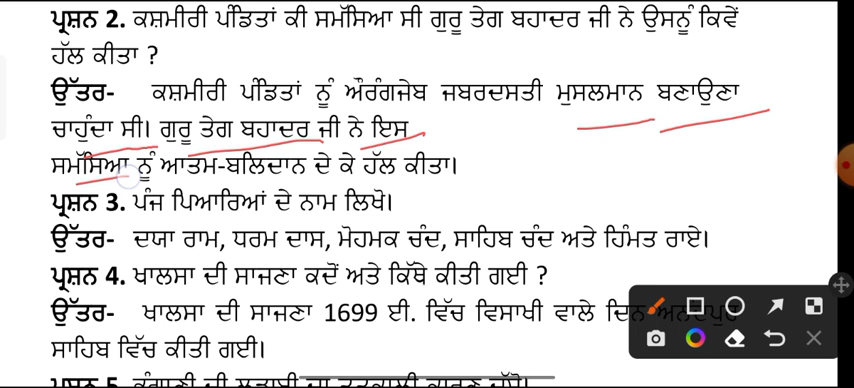 ਪ੍ਰਸ਼ਨ 2. ਕਸ਼ਮੀਰੀ ਪੰਡਿਤਾਂ ਕੀ ਸਮੱਸਿਆ ਸੀ ਗੁਰੂ ਤੇਗ ਬਹਾਦਰ ਜੀ ਨੇ ਉਸਨੂੰ ਕਿਵੇਂ
ਹੱਲ ਕੀਤਾ ?
ਉੱਤਰ- ਕਸ਼ਮੀਰੀ ਪੰਡਿਤਾਂ ਨੂੰ ਔਰੰਗਜੇਬ ਜਬਰਦਸਤੀ ਮੁਸਲਮਾਨ ਬਣਾਉਣਾ
ਚਾਹੁੰਦਾ ਸੀ। ਗੁਰੂ ਤੇਗ ਬਹਾਦਰ ਜੀ ਨੇ ਇਸ
ਸਮੱਸਿਆ ਨੂੰ ਆਤਮ-ਬਲਿਦਾਨ ਦੇ ਕੇ ਹੱਲ ਕੀਤਾ।
ਪ੍ਰਸ਼ਨ 3. ਪੰਜ ਪਿਆਰਿਆਂ ਦੇ ਨਾਮ ਲਿਖੋ।
ਉੱਤਰ- ਦਯਾ ਰਾਮ, ਧਰਮ ਦਾਸ, ਮੋਹਮਕ ਚੰਦ, ਸਾਹਿਬ ਚੰਦ ਅਤੇ ਹਿੰਮਤ ਰਾਏ।
ਪ੍ਰਸ਼ਨ 4. ਖਾਲਸਾ ਦੀ ਸਾਜਣਾ ਕਦੋਂ ਅਤੇ ਕਿੱਥੇ ਕੀਤੀ ਗਈ ?
ਉੱਤਰ- ਖਾਲਸਾ ਦੀ ਸਾਜਣਾ 1699 ਈ. ਵਿੱਚ ਵਿਸਾਖੀ ਵਾਲੇ ਦਿਨ
ਸਾਹਿਬ ਵਿੱਚ ਕੀਤੀ ਗਈ।